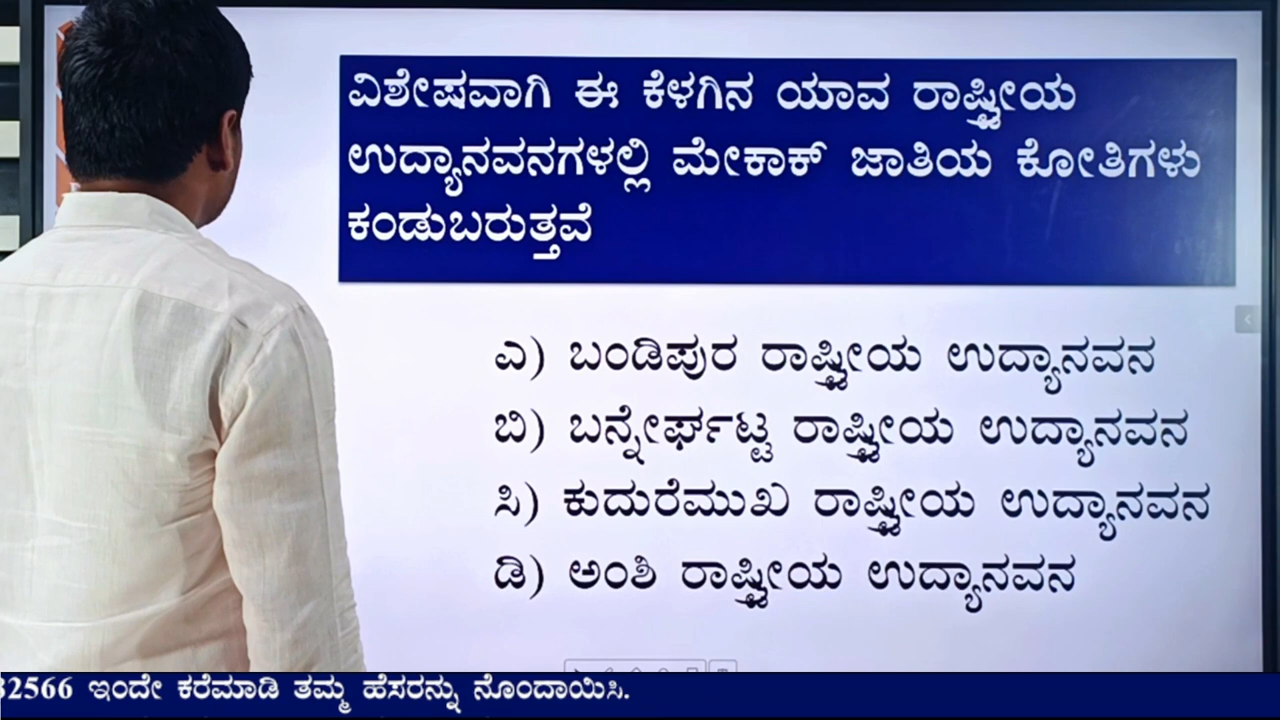 ವಿಶೇಷವಾಗಿ ಈ ಕೆಳಗಿನ ಯಾವ ರಾಷ್ಟ್ರೀಯ
ಉದ್ಯಾನವನಗಳಲ್ಲಿ ಮೇಕಾಕ್ ಜಾತಿಯ ಕೋತಿಗಳು
ಕಂಡುಬರುತ್ತವೆ
ಎ) ಬಂಡಿಪುರ ರಾಷ್ಟ್ರೀಯ ಉದ್ಯಾನವನ
ಬಿ) ಬನ್ನೇರ್ಘಟ್ಟ ರಾಷ್ಟ್ರೀಯ ಉದ್ಯಾನವನ
ಸಿ) ಕುದುರೆಮುಖ ರಾಷ್ಟ್ರೀಯ ಉದ್ಯಾನವನ
ಡಿ) ಅಂಶಿ ರಾಷ್ಟ್ರೀಯ ಉದ್ಯಾನವನ
32566 ಇಂದೇ ಕರೆಮಾಡಿ ತಮ್ಮ ಹೆಸರನ್ನು ನೊಂದಾಯಿಸಿ.